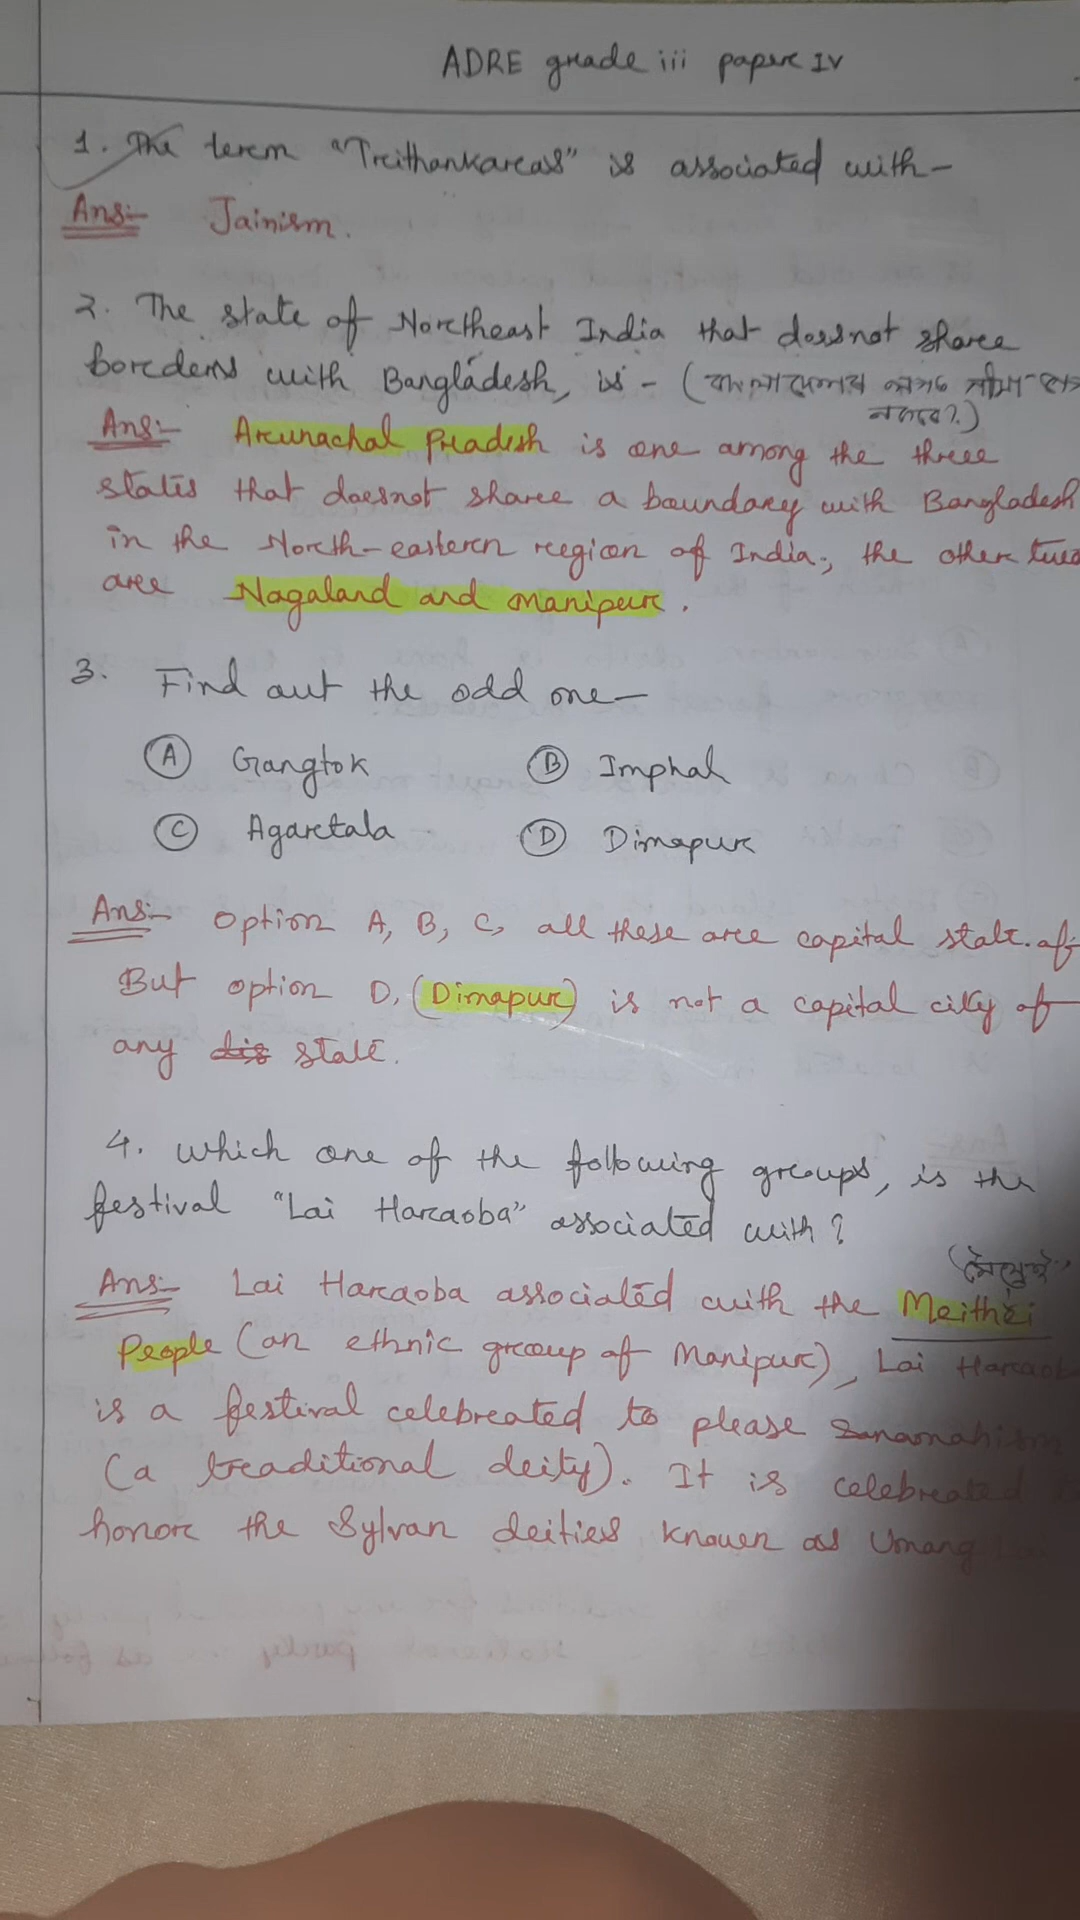 ADRE grade iii paper IV
1. The term "Treithankaras" is associated with-
Ans:- Jainism.
2. The state of Northeast India that doesnot share
borders with Bangladesh, is - (বাংলাদেশের লগত সীমা-
নকৰে?)
Ans:- Arunachal Pradesh is one among the three
states that doesnot share a boundary with Bangladesh
in the North-eastern region of India, the other two
are Nagaland and Manipur.
3. Find out the odd one-
(A) Gangtok (B) Imphal
(C) Agartala (D) Dimapur
Ans:- Option A, B, C, all these are capital state. of-
But option D, (Dimapur) is not a capital city of
any dis state.
4. Which one of the following groups, is the
festival "Lai Haraoba" associated with?
Ans:- Lai Haraoba associated with the Meithei
People (an ethnic group of Manipur), Lai Haraoba
is a festival celebrated to please Sanamahism
(a traditional deity). It is celebrated
honor the Sylvan deities known as Umang